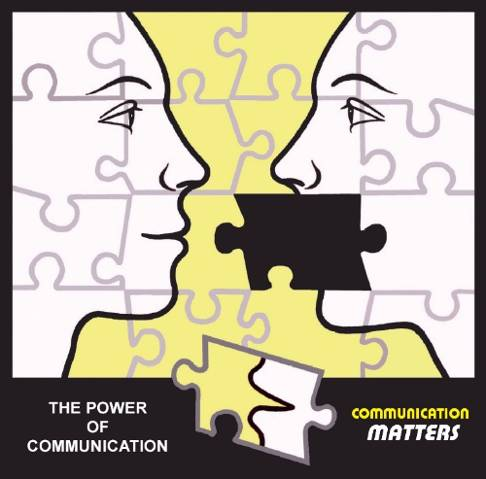 THE POWER
OF
COMMUNICATION
COMMUNICATION
MATTERS